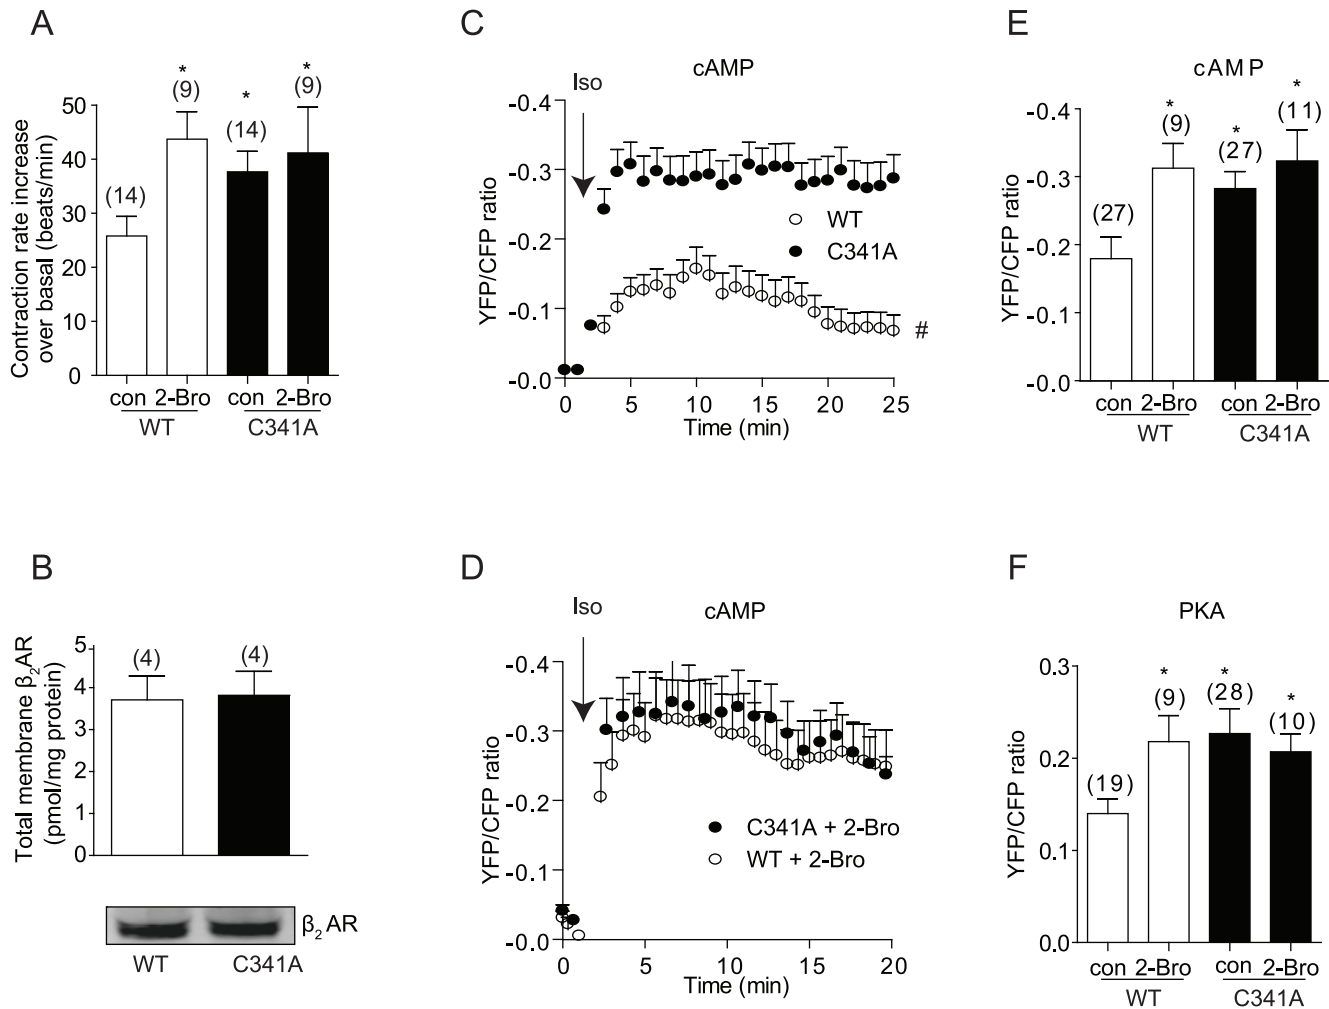 A
Contraction rate increase
over basal (beats/min)
50
40
30
20
10
0
(14)
*
(9)
*
(14)
*
(9)
con 2-Bro con 2-Bro
WT C341A
B
Total membrane β2AR
(pmol/mg protein)
5
4
3
2
1
0
(4)
(4)
β2 AR
WT C341A
C
cAMP
Iso
YFP/CFP ratio
-0.4
-0.3
-0.2
-0.1
-0.0
WT
C341A
#
0 5 10 15 20 25
Time (min)
D
cAMP
Iso
YFP/CFP ratio
-0.4
-0.3
-0.2
-0.1
-0.0
C341A + 2-Bro
WT + 2-Bro
0 5 10 15 20
Time (min)
E
cAMP
YFP/CFP ratio
-0.4
-0.3
-0.2
-0.1
-0.0
(27)
*
(9)
*
(27)
*
(11)
con 2-Bro con 2-Bro
WT C341A
F
PKA
YFP/CFP ratio
0.3
0.2
0.1
0.0
(19)
*
(9)
*
(28)
*
(10)
con 2-Bro con 2-Bro
WT C341A